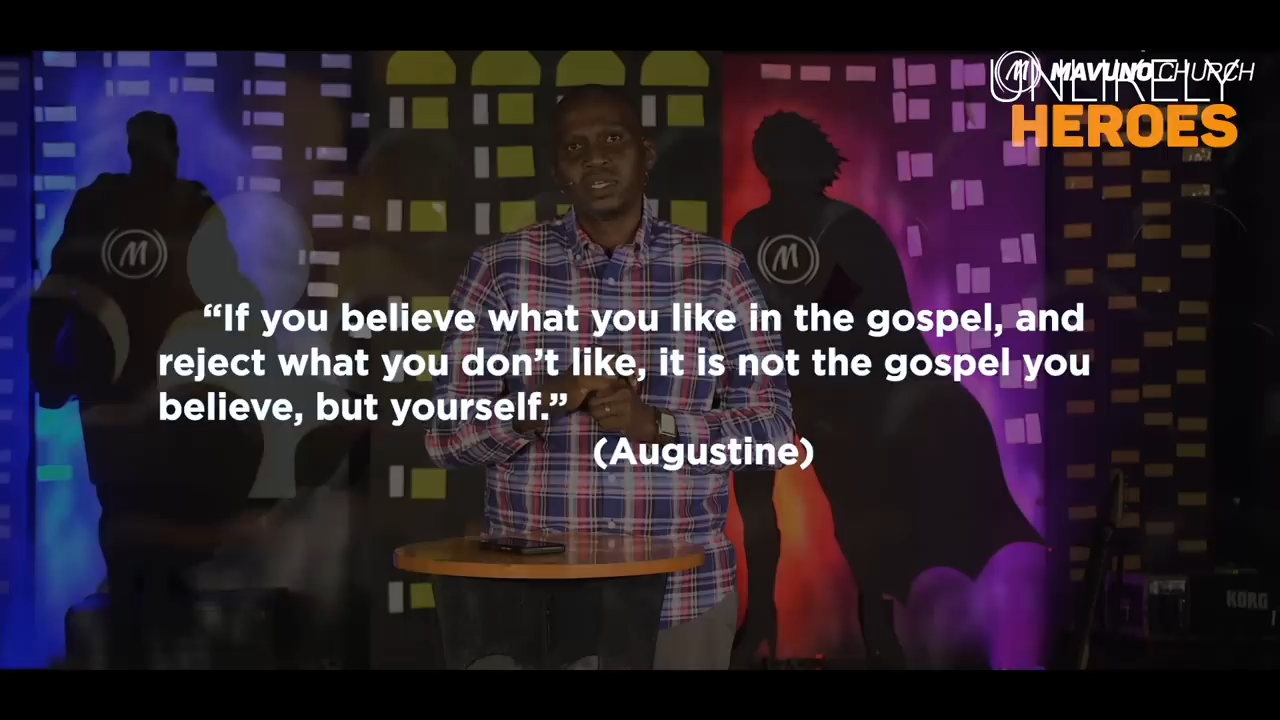 MAVUNO CHURCH
UNLIKELY
HEROES
M
M
“If you believe what you like in the gospel, and
reject what you don’t like, it is not the gospel you
believe, but yourself.”
(Augustine)
KORG